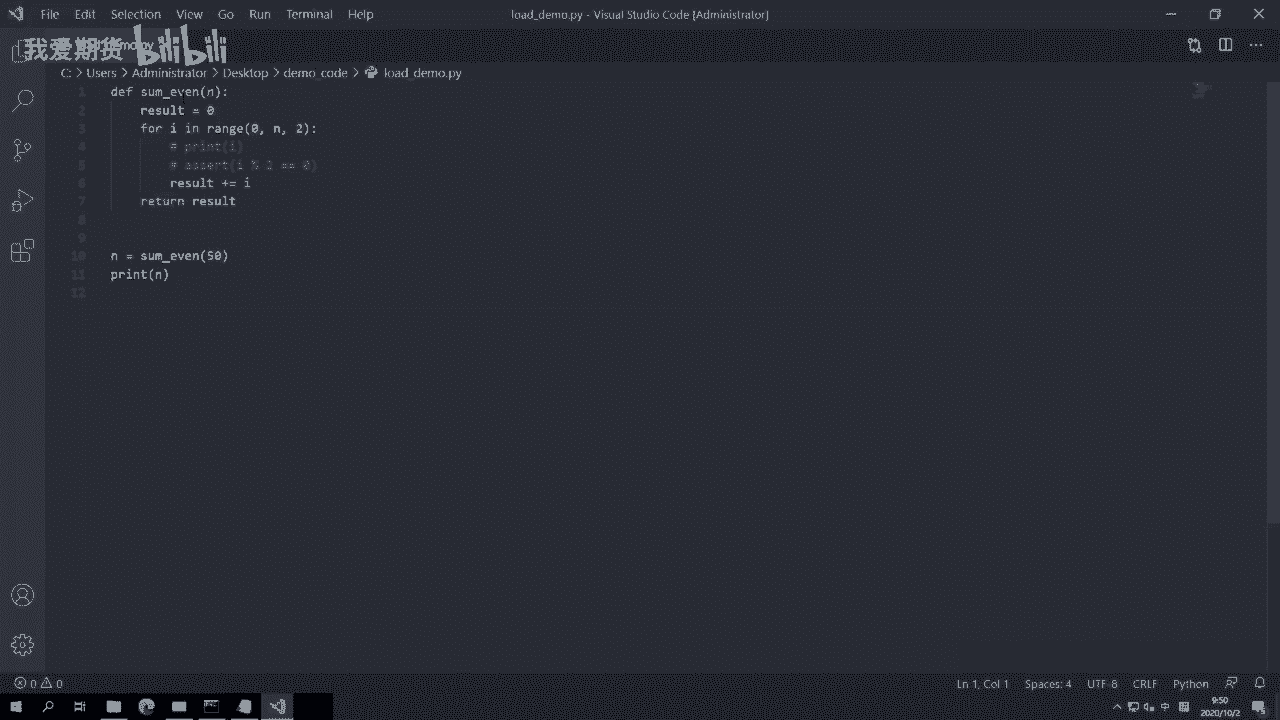 File Edit Selection View Go Run Terminal Help
load_demo.py - Visual Studio Code [Administrator]
我爱期货 bilibili
C: > Users > Administrator > Desktop > demo_code > load_demo.py
1 def sum_even(n):
2 result = 0
3 for i in range(0, n, 2):
4 # print(i)
5 # assert(i % 2 == 0)
6 result += i
7 return result
8
9
10 n = sum_even(50)
11 print(n)
12
0 0
Ln 1, Col 1 Spaces: 4 UTF-8 CRLF Python
中
9:50
2020/10/2